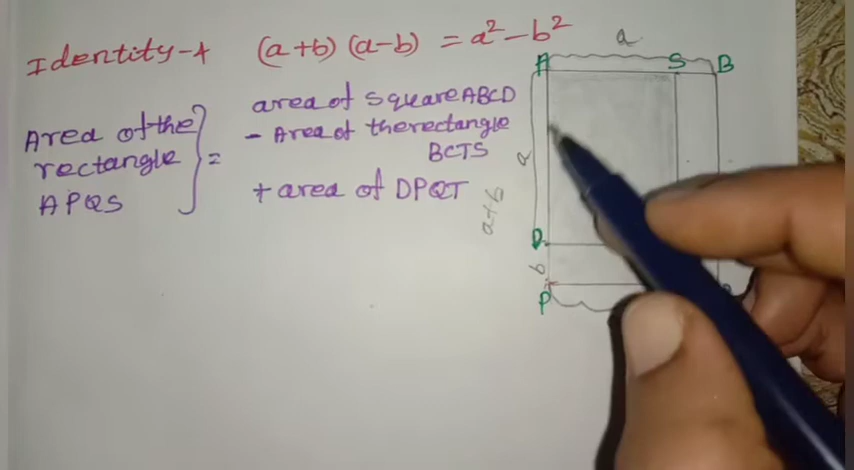 Identity-4 (a+b) (a-b) = a² - b²
Area of the rectangle APQS } =
area of square ABCD
- Area of the rectangle
BCTS
+ area of DPQT
a
A S B
a
a+b
D
b
P